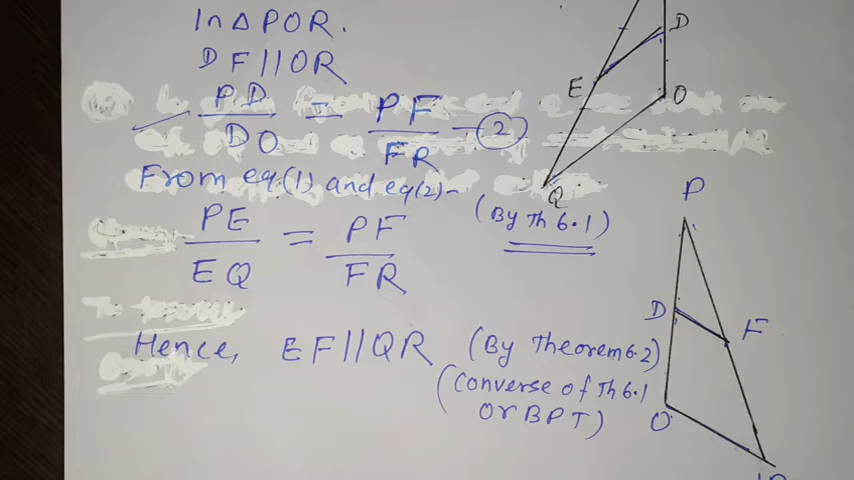 In Δ POR.
DF||OR
PD/DO = PF/FR - ②
From eq(1) and eq(2)-
PE/EQ = PF/FR (By Th 6.1)
Hence, EF||QR (By Theorem 6.2)
(Converse of Th 6.1
Or BPT)
D
E
O
Q
P
D
F
O